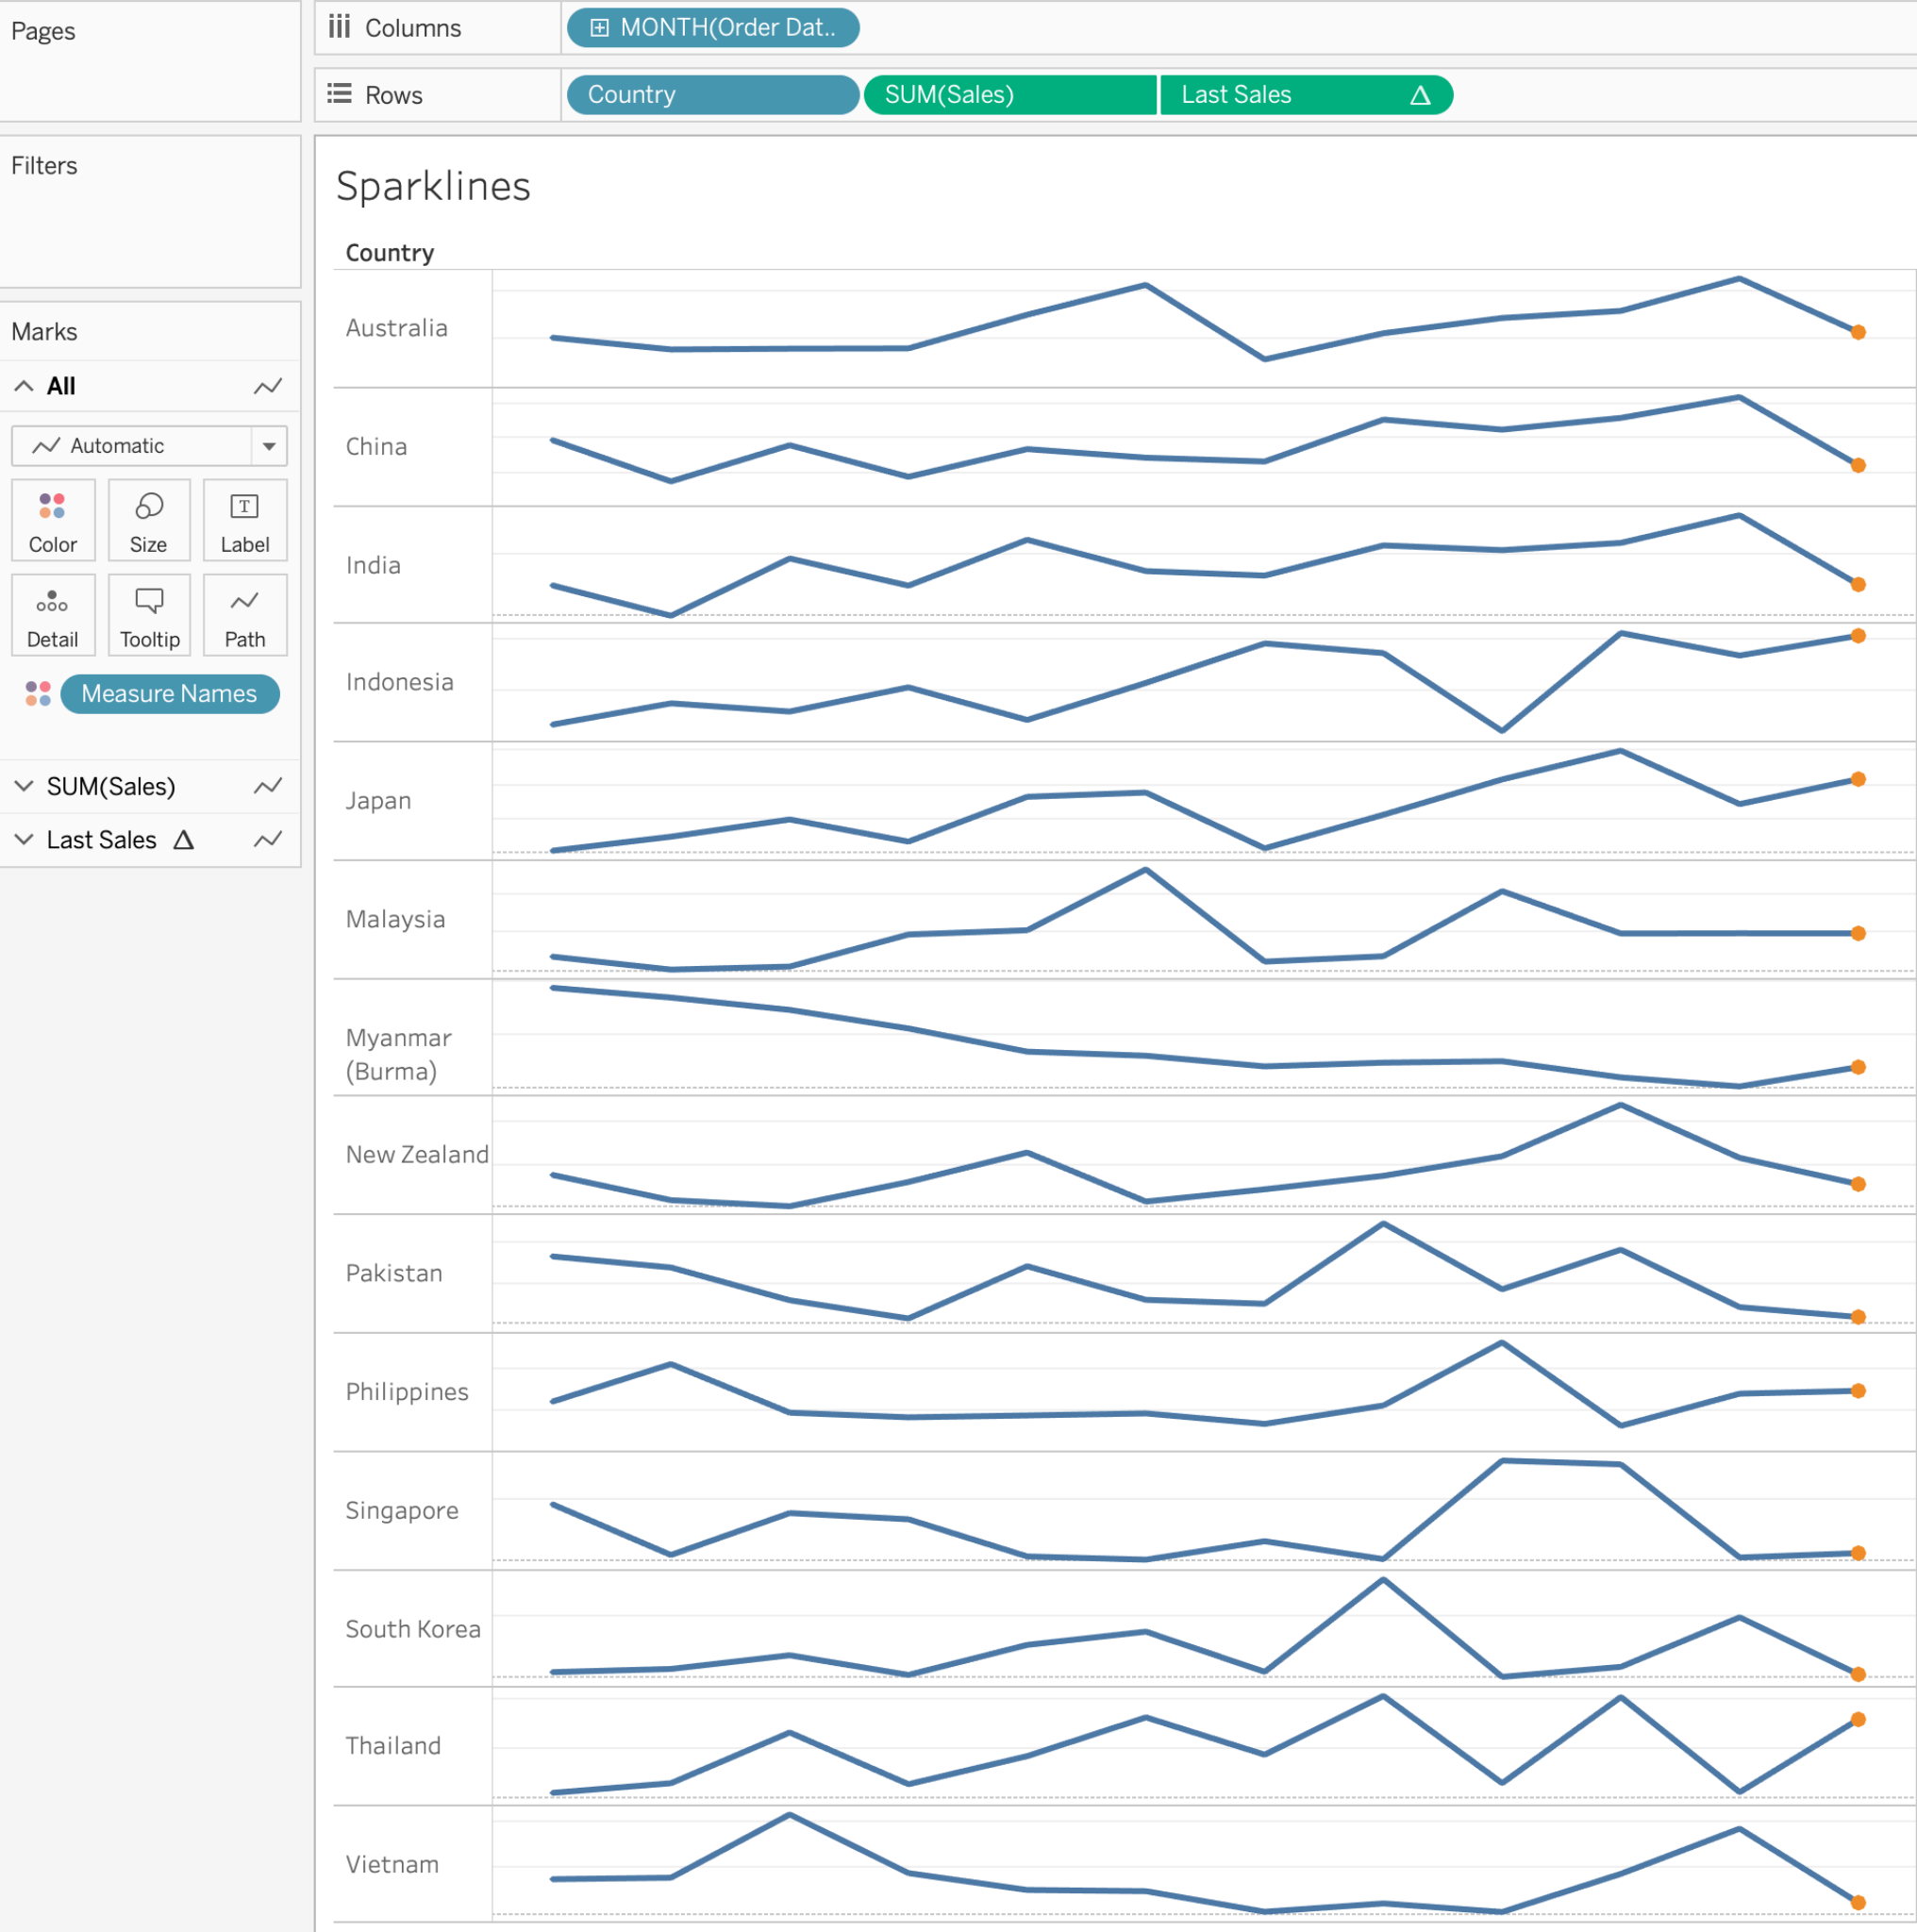 Pages
Columns
MONTH(Order Dat..
Rows
Country
SUM(Sales)
Last Sales
Filters
Marks
All
Automatic
Color
Size
T
Label
Detail
Tooltip
Path
Measure Names
SUM(Sales)
Last Sales
Sparklines
Country
Australia
China
India
Indonesia
Japan
Malaysia
Myanmar
(Burma)
New Zealand
Pakistan
Philippines
Singapore
South Korea
Thailand
Vietnam